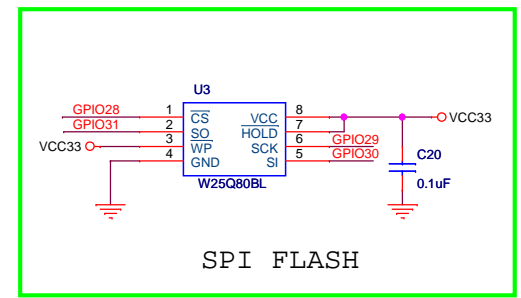 U3
GPIO28 1 CS VCC 8 VCC33
GPIO31 2 SO HOLD 7
VCC33 3 WP SCK 6 GPIO29
4 GND SI 5 GPIO30
C20
W25Q80BL 0.1uF
SPI FLASH